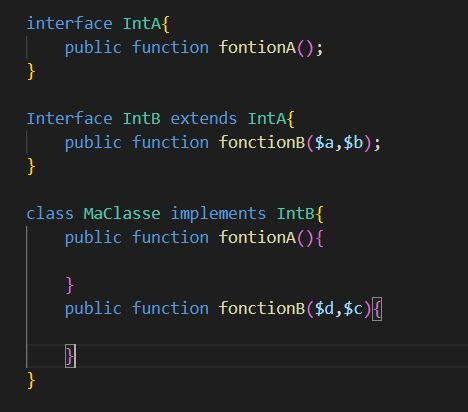 interface IntA{
public function fontionA();
}
Interface IntB extends IntA{
public function fonctionB($a,$b);
}
class MaClasse implements IntB{
public function fontionA(){
}
public function fonctionB($d,$c){
}
}